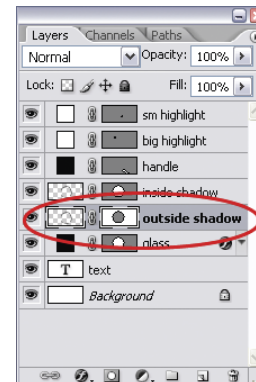 Layers Channels Paths
Normal Opacity: 100%
Lock: Fill: 100%
sm highlight
big highlight
handle
inside shadow
outside shadow
glass
T text
Background